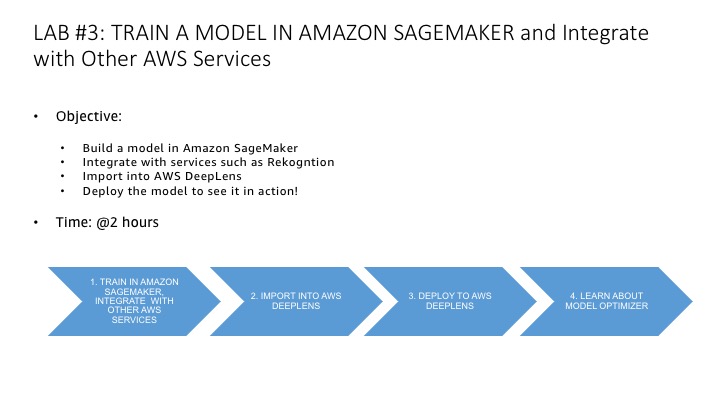 LAB #3: TRAIN A MODEL IN AMAZON SAGEMAKER and Integrate
with Other AWS Services
• Objective:
• Build a model in Amazon SageMaker
• Integrate with services such as Rekogntion
• Import into AWS DeepLens
• Deploy the model to see it in action!
• Time: @2 hours
1. TRAIN IN AMAZON
SAGEMAKER,
INTEGRATE WITH
OTHER AWS
SERVICES
2. IMPORT INTO AWS
DEEPLENS
3. DEPLOY TO AWS
DEEPLENS
4. LEARN ABOUT
MODEL OPTIMIZER